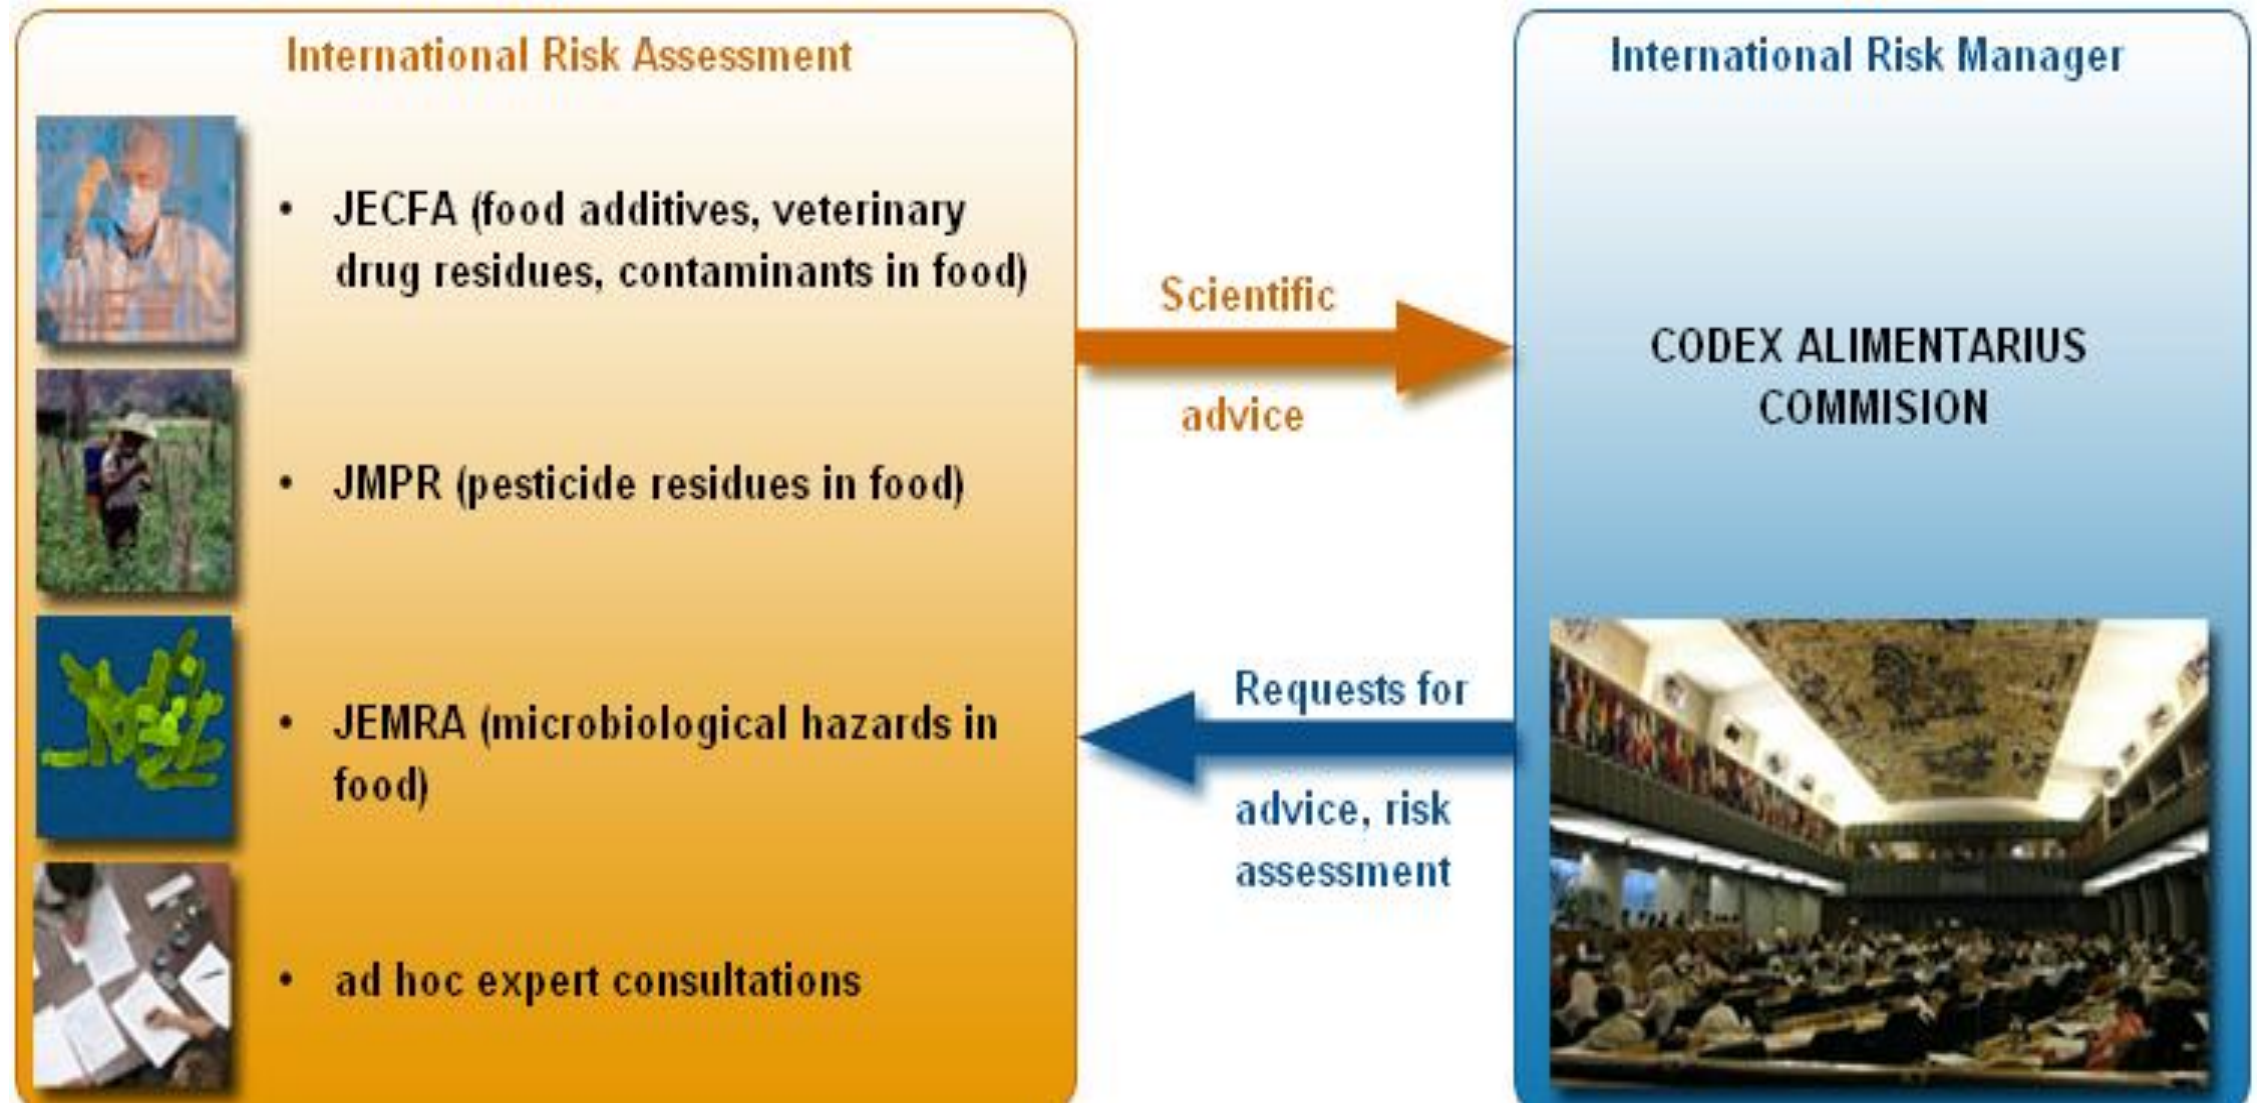 International Risk Assessment
• JECFA (food additives, veterinary
drug residues, contaminants in food)
• JMPR (pesticide residues in food)
• JEMRA (microbiological hazards in
food)
• ad hoc expert consultations
Scientific
advice
Requests for
advice, risk
assessment
International Risk Manager
CODEX ALIMENTARIUS
COMMISION